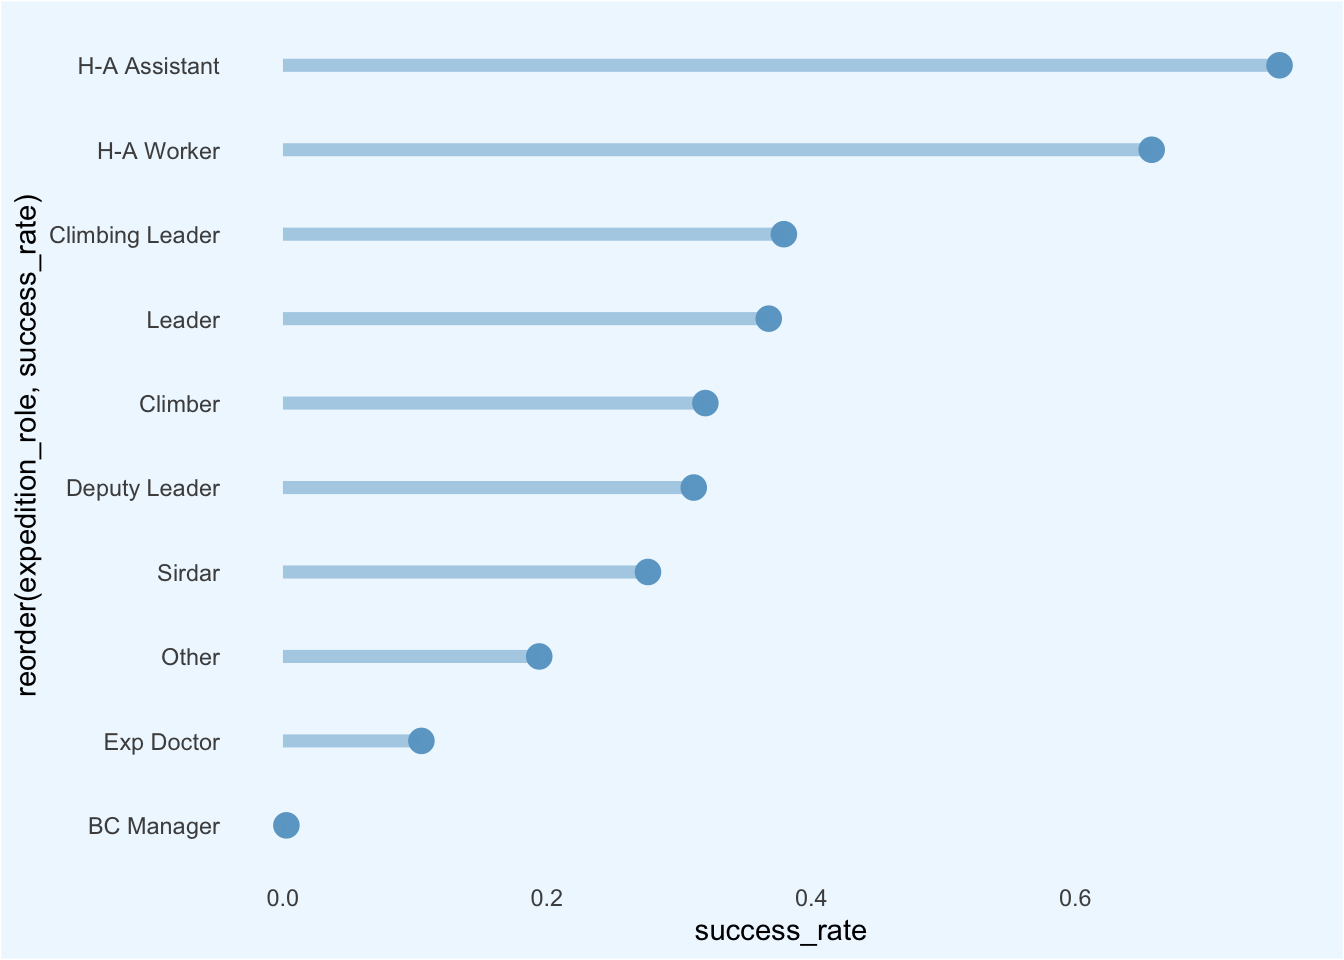 H-A Assistant
H-A Worker
Climbing Leader
Leader
Climber
Deputy Leader
Sirdar
Other
Exp Doctor
BC Manager
reorder(expedition_role, success_rate)
0.0 0.2 0.4 0.6
success_rate